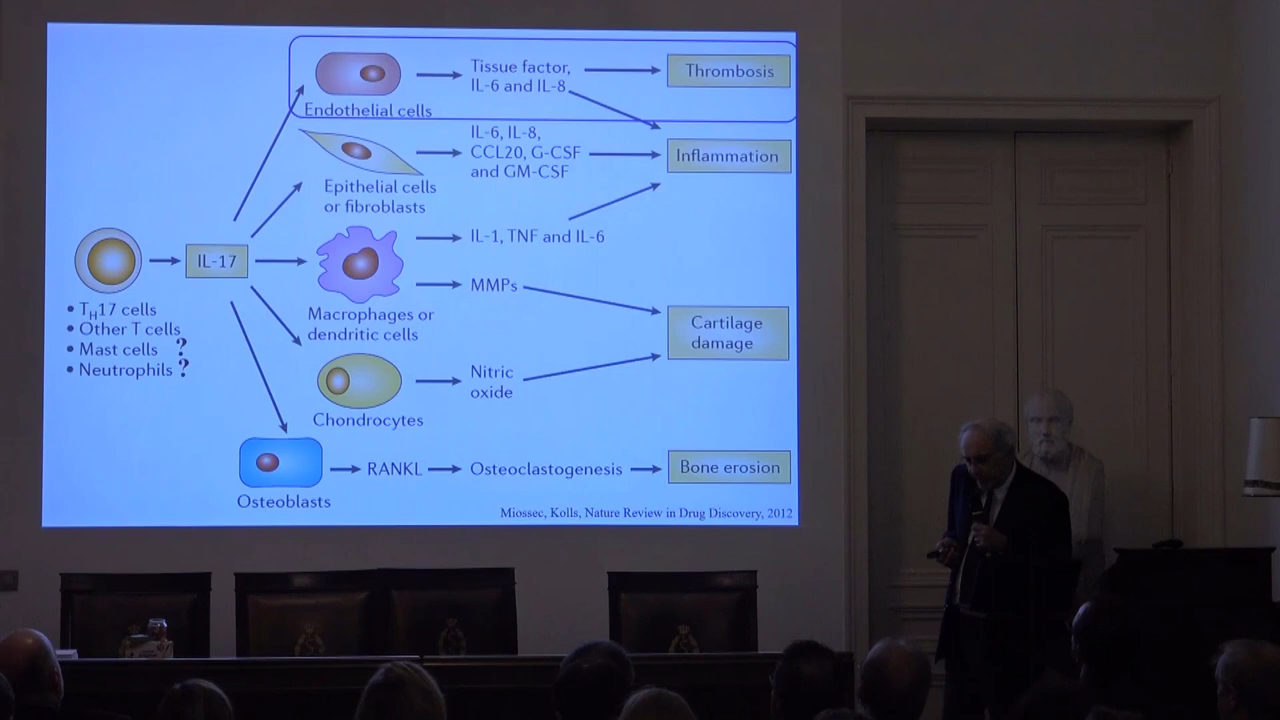 Tissue factor,
IL-6 and IL-8
Thrombosis
Endothelial cells
IL-6, IL-8,
CCL20, G-CSF
and GM-CSF
Inflammation
Epithelial cells
or fibroblasts
IL-17
IL-1, TNF and IL-6
MMPs
• TH17 cells
• Other T cells
• Mast cells ?
• Neutrophils ?
Macrophages or
dendritic cells
Cartilage
damage
Nitric
oxide
Chondrocytes
RANKL
Osteoclastogenesis
Bone erosion
Osteoblasts
Miossec, Kolls, Nature Review in Drug Discovery, 2012